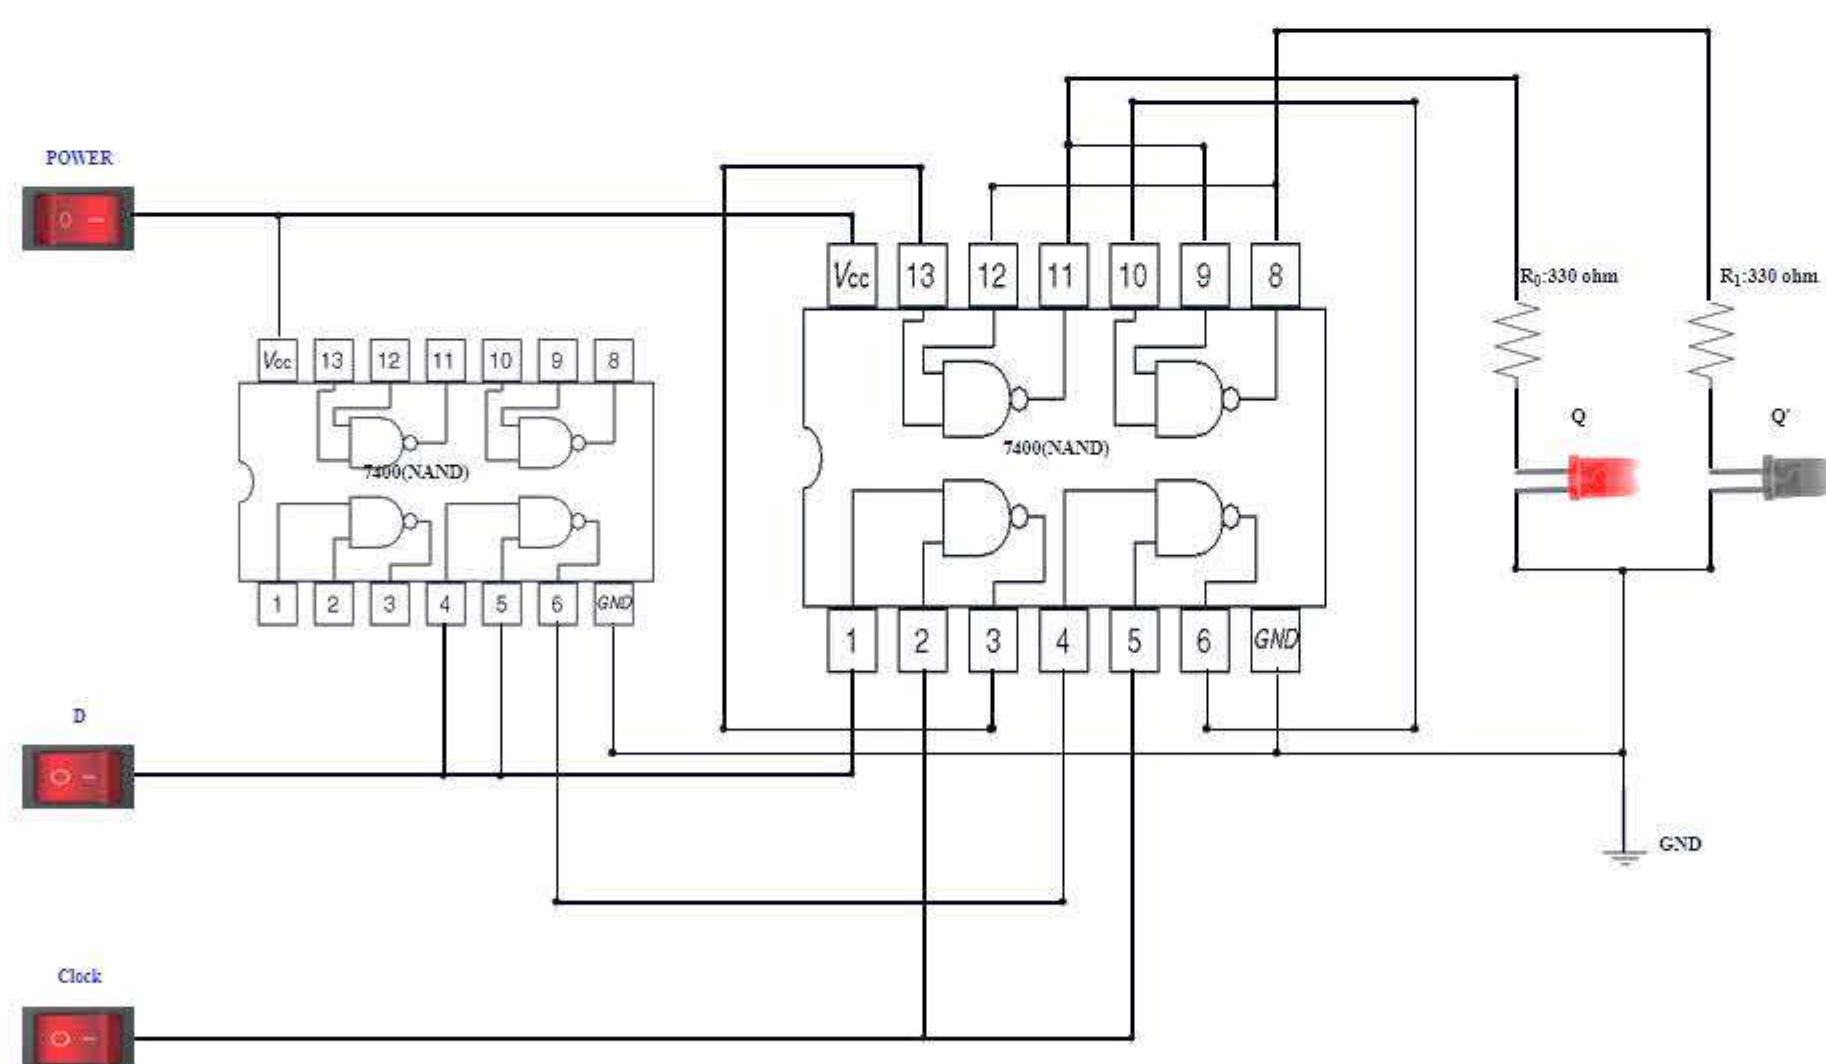 POWER
Vcc 13 12 11 10 9 8
R0:330 ohm R1:330 ohm
Vcc 13 12 11 10 9 8
Q Q'
7400(NAND)
7400(NAND)
1 2 3 4 5 6 GND
1 2 3 4 5 6 GND
D
GND
Clock